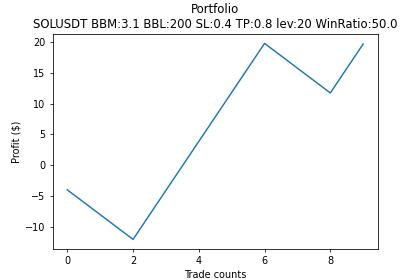 Portfolio
SOLUSDT BBM:3.1 BBL:200 SL:0.4 TP:0.8 lev:20 WinRatio:50.0
20
15
10
5
0
−5
−10
Profit ($)
0 2 4 6 8
Trade counts